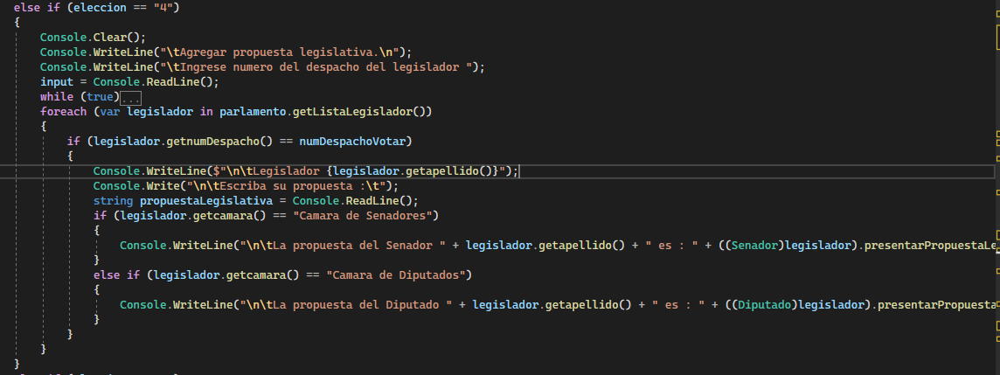 else if (eleccion == "4")
{
Console.Clear();
Console.WriteLine("\tAgregar propuesta legislativa.\n");
Console.WriteLine("\tIngrese numero del despacho del legislador ");
input = Console.ReadLine();
while (true)...
foreach (var legislador in parlamento.getListaLegislador())
{
if (legislador.getnumDespacho() == numDespachoVotar)
{
Console.WriteLine($"\n\tLegislador {legislador.getapellido()}");
Console.Write("\n\tEscriba su propuesta :\t");
string propuestaLegislativa = Console.ReadLine();
if (legislador.getcamara() == "Camara de Senadores")
{
Console.WriteLine("\n\tLa propuesta del Senador " + legislador.getapellido() + " es : " + ((Senador)legislador).presentarPropuestaLe
}
else if (legislador.getcamara() == "Camara de Diputados")
{
Console.WriteLine("\n\tLa propuesta del Diputado " + legislador.getapellido() + " es : " + ((Diputado)legislador).presentarPropuesta
}
}
}
}